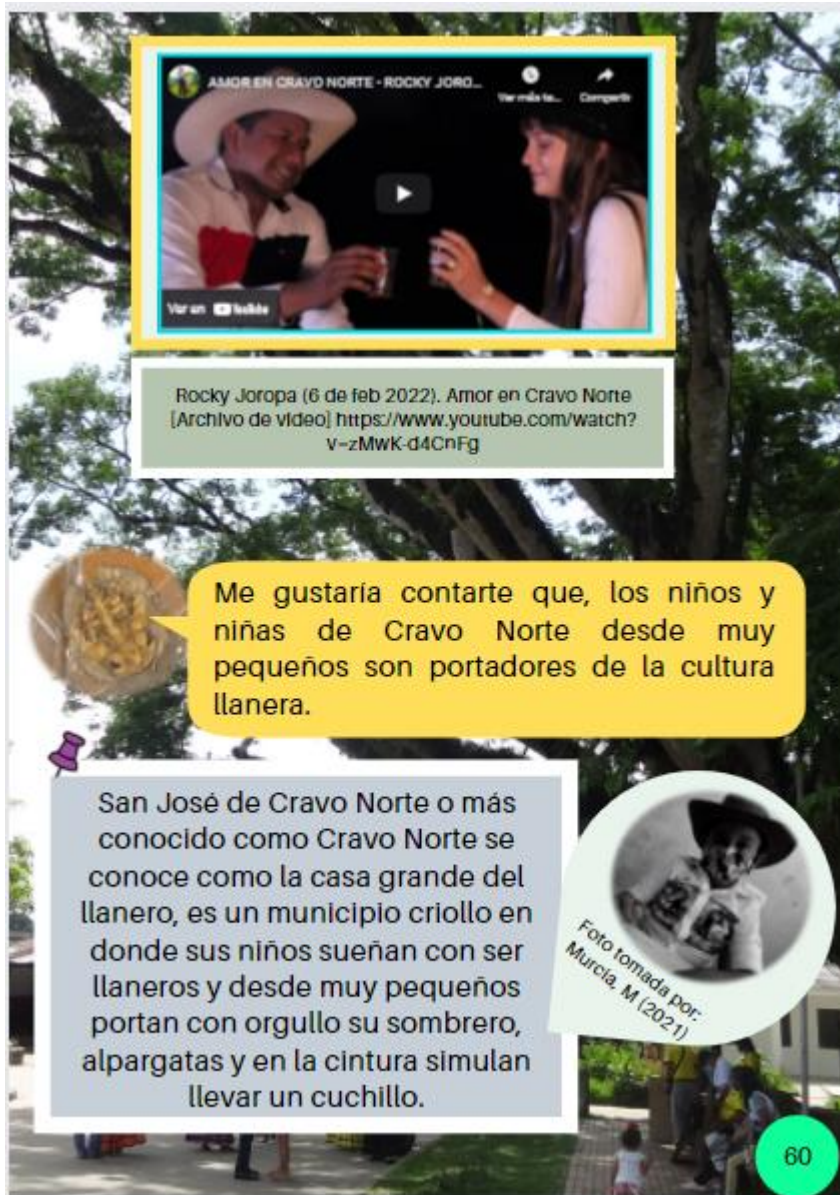 AMOR EN CRAVO NORTE - ROCKY JORO...
Ver más ta... Compartir
Ver en YouTube
Rocky Joropa (6 de feb 2022). Amor en Cravo Norte
[Archivo de video] https://www.youtube.com/watch?
v=zMwK-d4CnFg
Me gustaría contarte que, los niños y
niñas de Cravo Norte desde muy
pequeños son portadores de la cultura
llanera.
San José de Cravo Norte o más
conocido como Cravo Norte se
conoce como la casa grande del
llanero, es un municipio criollo en
donde sus niños sueñan con ser
llaneros y desde muy pequeños
portan con orgullo su sombrero,
alpargatas y en la cintura simulan
llevar un cuchillo.
Foto tomada por:
Murcia, M (2021)
60